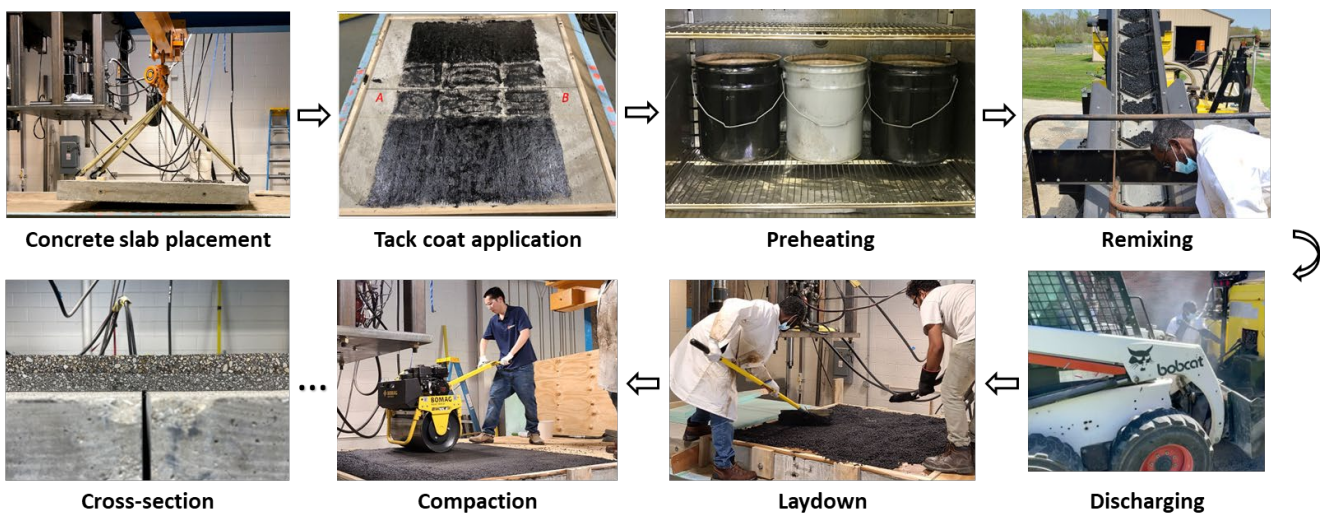 A
B
Concrete slab placement
Tack coat application
Preheating
Remixing
bobcat
BOMAG
Cross-section
Compaction
Laydown
Discharging